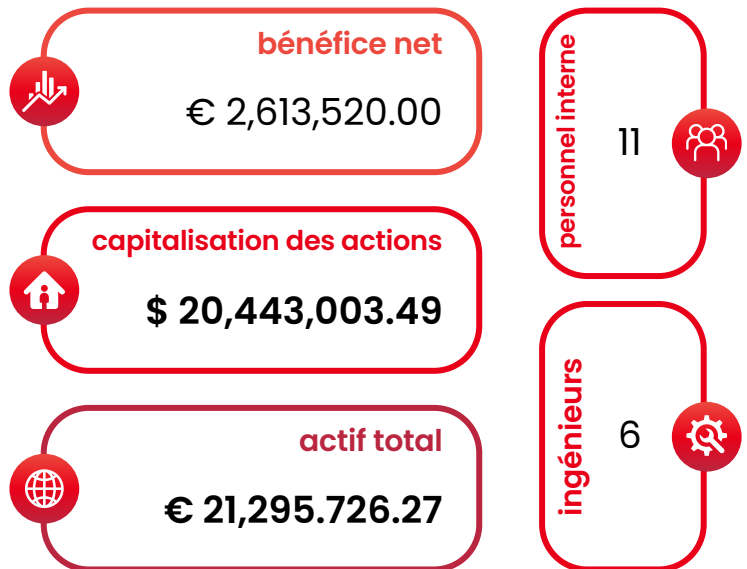 bénéfice net
€ 2,613,520.00
capitalisation des actions
$ 20,443,003.49
actif total
€ 21,295.726.27
personnel interne
11
ingénieurs
6